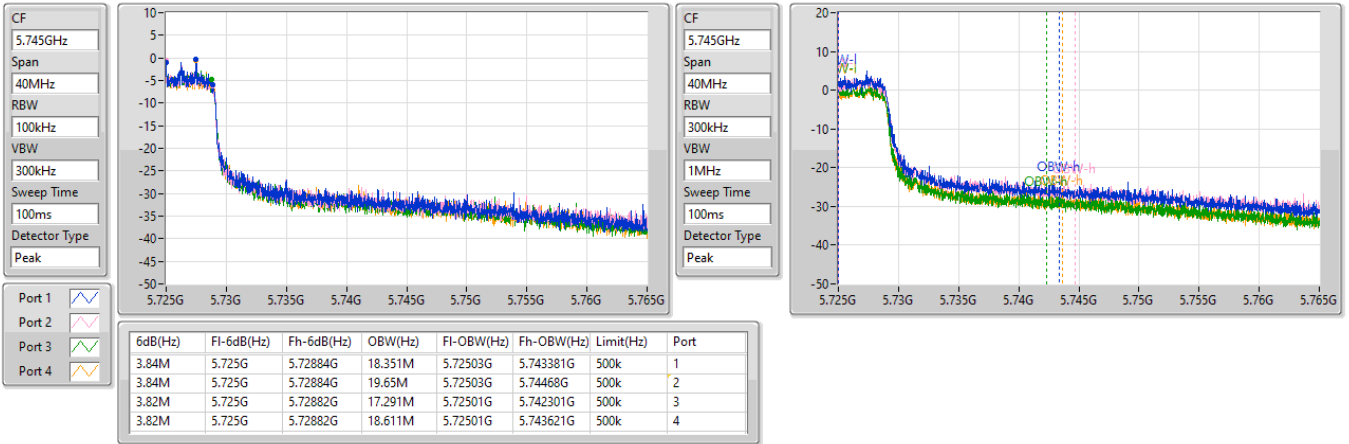 CF
5.745GHz
Span
40MHz
RBW
100kHz
VBW
300kHz
Sweep Time
100ms
Detector Type
Peak
10
5
0
-5
-10
-15
-20
-25
-30
-35
-40
-45
-50
5.725G 5.73G 5.735G 5.74G 5.745G 5.75G 5.755G 5.76G 5.765G
CF
5.745GHz
Span
40MHz
RBW
300kHz
VBW
1MHz
Sweep Time
100ms
Detector Type
Peak
20
10
0
-10
-20
-30
-40
-50
W-l
W-l
OBW-h
W-h
OBW-h
W-h
5.725G 5.73G 5.735G 5.74G 5.745G 5.75G 5.755G 5.76G 5.765G
Port 1
Port 2
Port 3
Port 4
6dB(Hz) Fl-6dB(Hz) Fh-6dB(Hz) OBW(Hz) Fl-OBW(Hz) Fh-OBW(Hz) Limit(Hz) Port
3.84M 5.725G 5.72884G 18.351M 5.72503G 5.743381G 500k 1
3.84M 5.725G 5.72884G 19.65M 5.72503G 5.74468G 500k 2
3.82M 5.725G 5.72882G 17.291M 5.72501G 5.742301G 500k 3
3.82M 5.725G 5.72882G 18.611M 5.72501G 5.743621G 500k 4